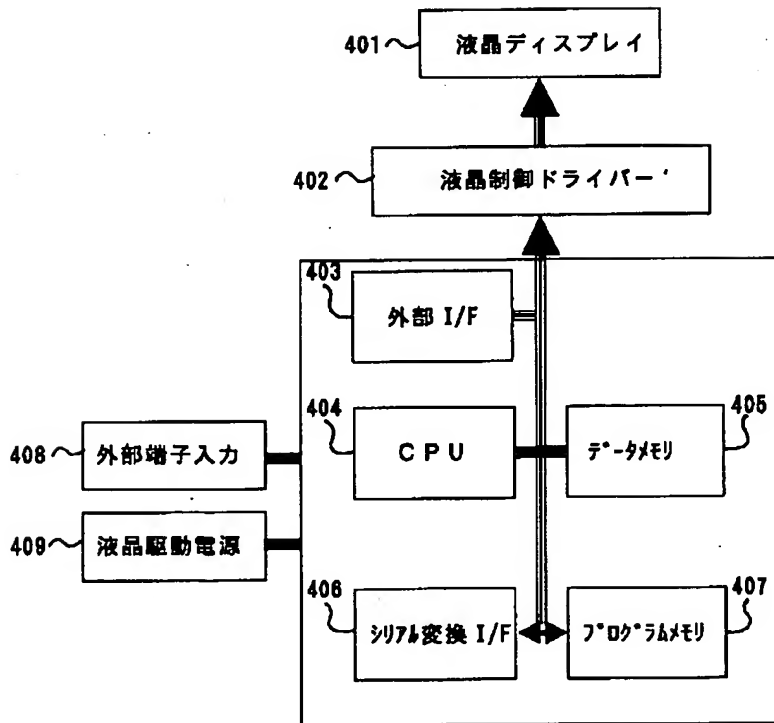 401 液晶ディスプレイ
402 液晶制御ドライバー
403 外部 I/F
404 CPU
405 ﾃﾞｰﾀﾒﾓﾘ
408 外部端子入力
409 液晶駆動電源
406 ｼﾘｱﾙ変換 I/F
407 ﾌﾟﾛｸﾞﾗﾑﾒﾓﾘ